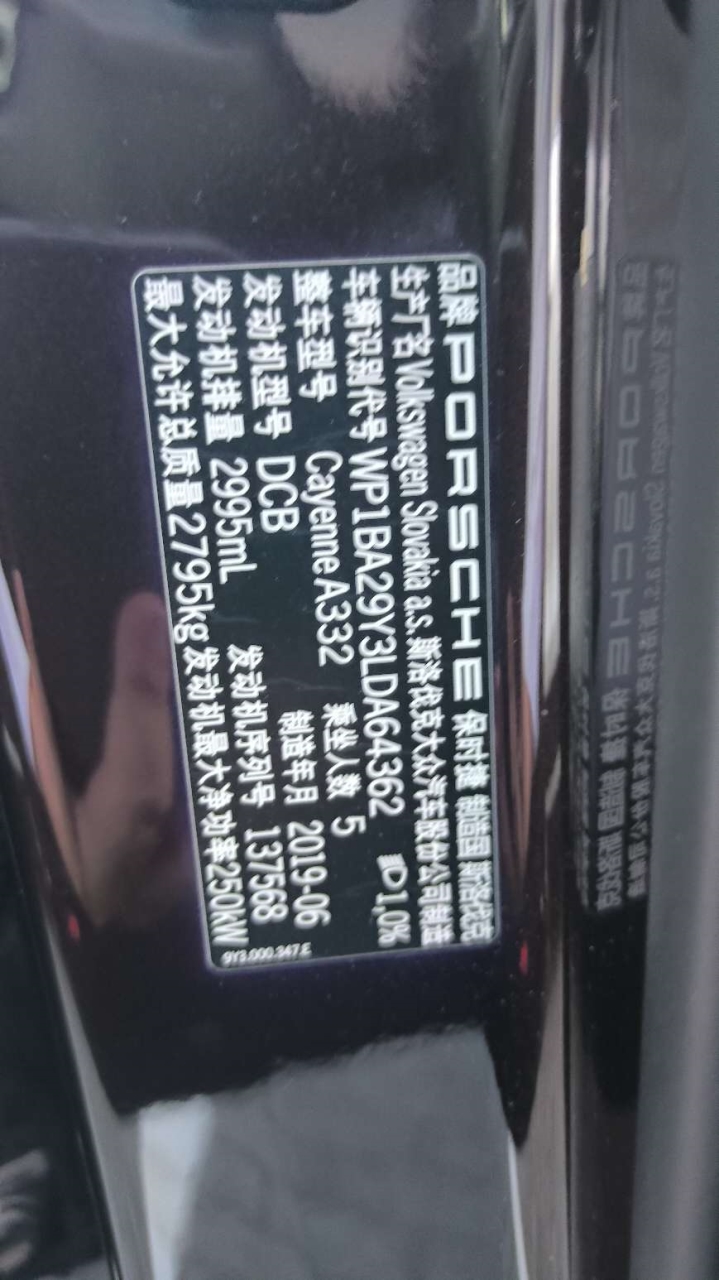 品牌 PORSCHE 保时捷 制造国 斯洛伐克
生产厂名 Volkswagen Slovakia a.s. 斯洛伐克大众汽车股份公司制造
车辆识别代号 WP1BA29Y3LDA64362 1,0%
整车型号 Cayenne A332 乘坐人数 5
发动机型号 DCB 制造年月 2019-06
发动机排量 2995mL 发动机序列号 137568
最大允许总质量 2795kg 发动机最大净功率 250kW
9Y3.000.347.E